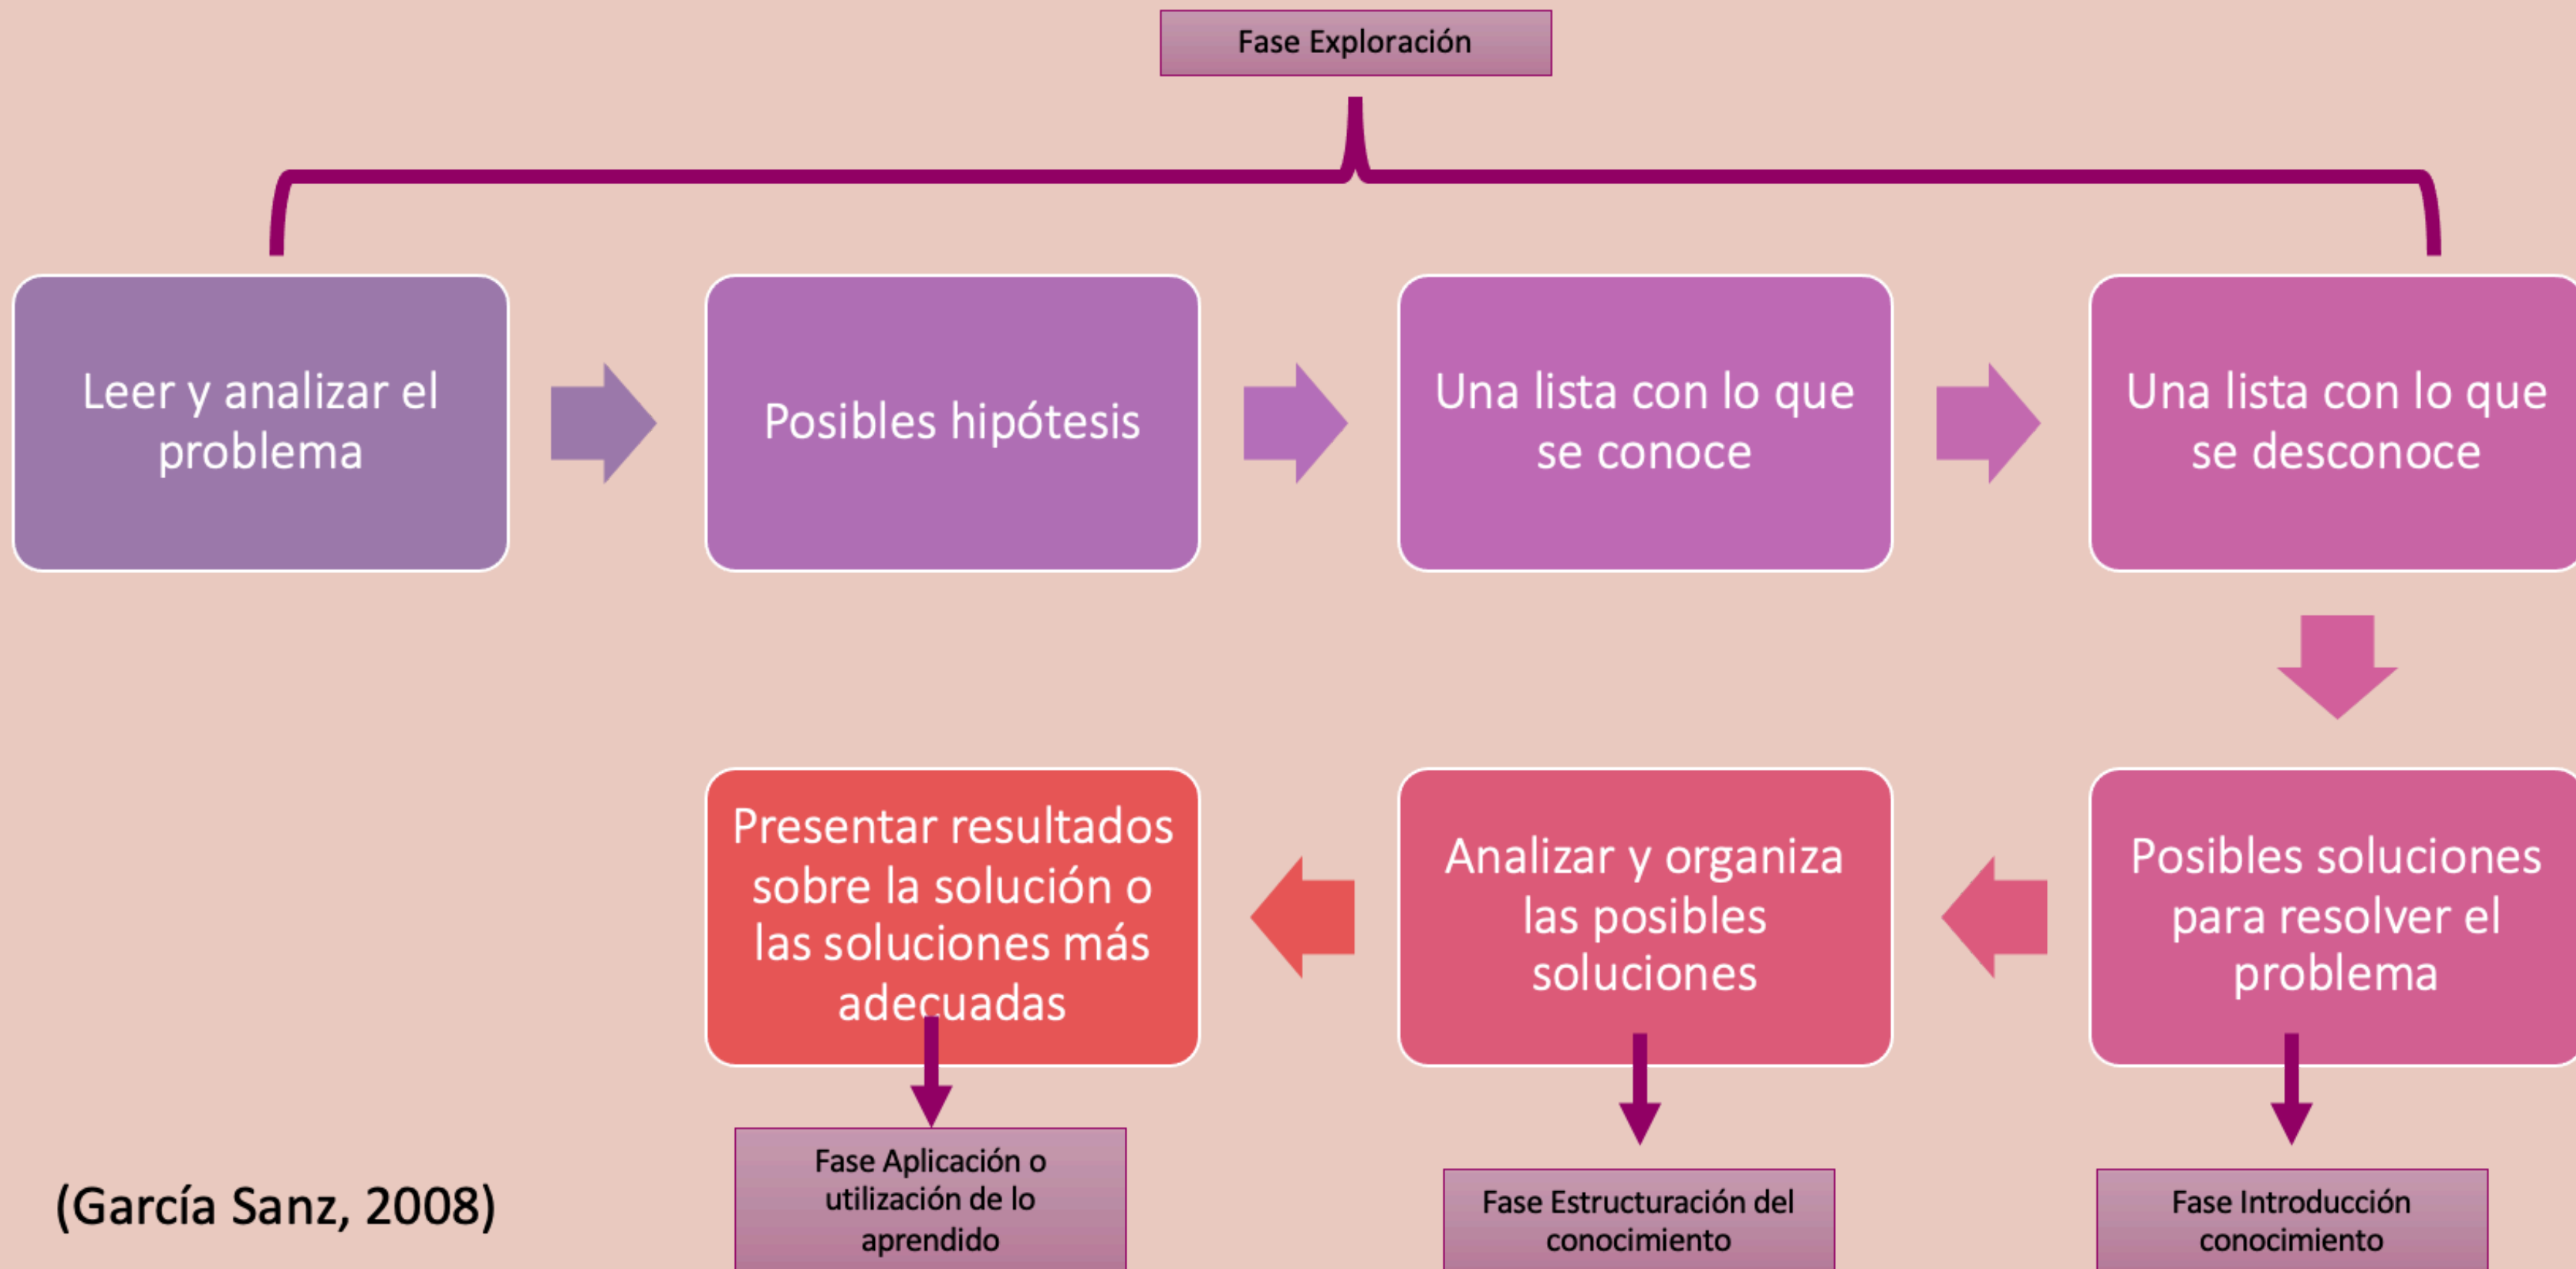 Fase Exploración
Leer y analizar el
problema
Posibles hipótesis
Una lista con lo que
se conoce
Una lista con lo que
se desconoce
Posibles soluciones
para resolver el
problema
Analizar y organiza
las posibles
soluciones
Presentar resultados
sobre la solución o
las soluciones más
adecuadas
Fase Aplicación o
utilización de lo
aprendido
Fase Estructuración del
conocimiento
Fase Introducción
conocimiento
(García Sanz, 2008)